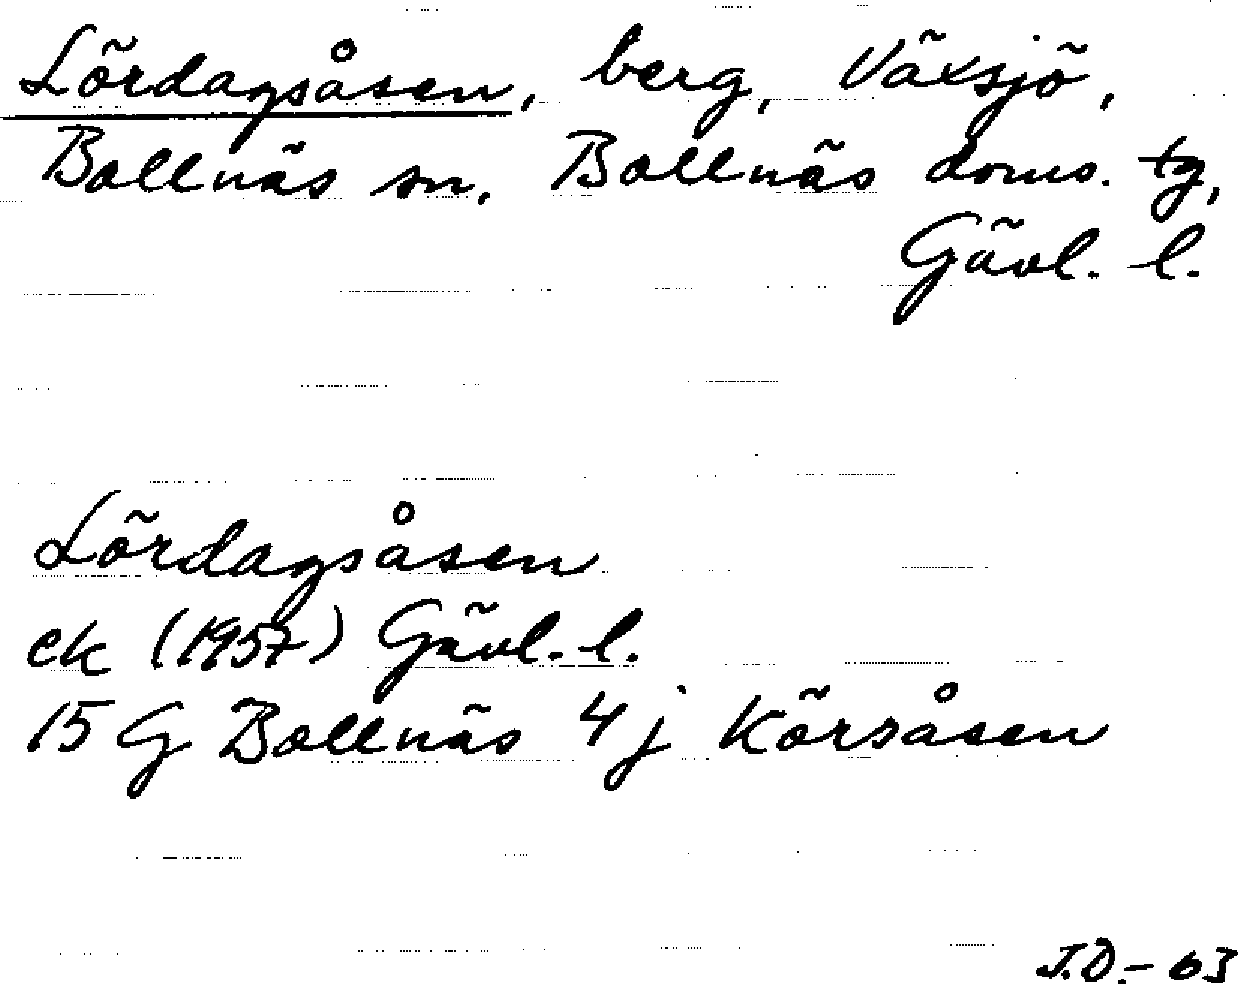 Lördagsåsen, berg, Växsjö,
Bollnäs sn. Bollnäs doms. tg,
Gävl. l.
Lördagsåsen
ek (1957) Gävl. l.
15 G Bollnäs 4 j Körsåsen
J.D.- 63